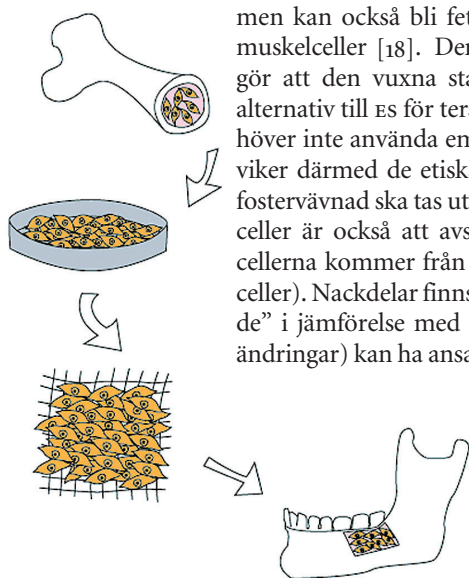 men kan också bli fet
muskelceller [18]. Der
gör att den vuxna sta
alternativ till ES för tera
höver inte använda em
viker därmed de etisk
fostervävnad ska tas ut
celler är också att avs
cellerna kommer från
celler). Nackdelar finns
de” i jämförelse med
ändringar) kan ha ansa